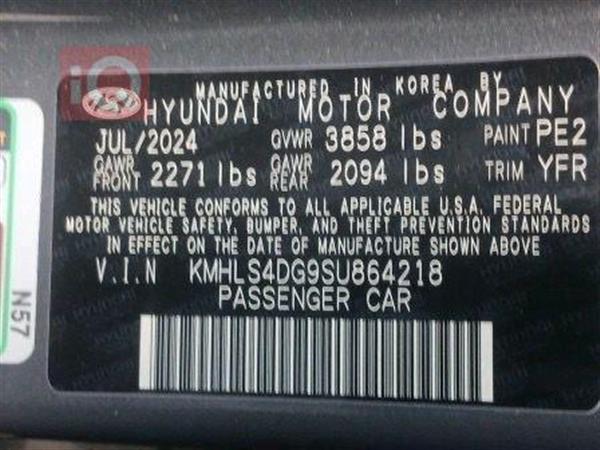 iQ
MANUFACTURED IN KOREA BY
HYUNDAI MOTOR COMPANY
JUL/2024 GVWR 3858 lbs PAINT PE2
GAWR FRONT 2271 lbs GAWR REAR 2094 lbs TRIM YFR
THIS VEHICLE CONFORMS TO ALL APPLICABLE U.S.A. FEDERAL
MOTOR VEHICLE SAFETY, BUMPER, AND THEFT PREVENTION STANDARDS
IN EFFECT ON THE DATE OF MANUFACTURE SHOWN ABOVE
V.I.N KMHLS4DG9SU864218
PASSENGER CAR
N57